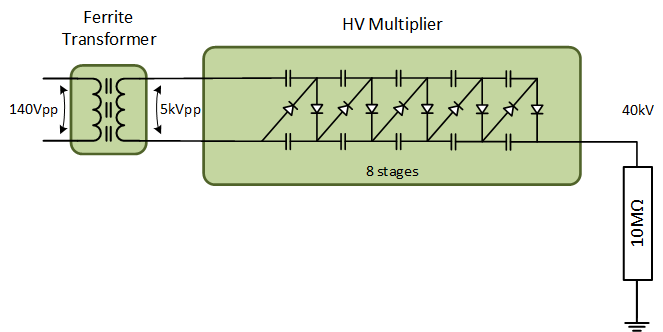 Ferrite
Transformer
HV Multiplier
140Vpp
5kVpp
40kV
8 stages
10MΩ